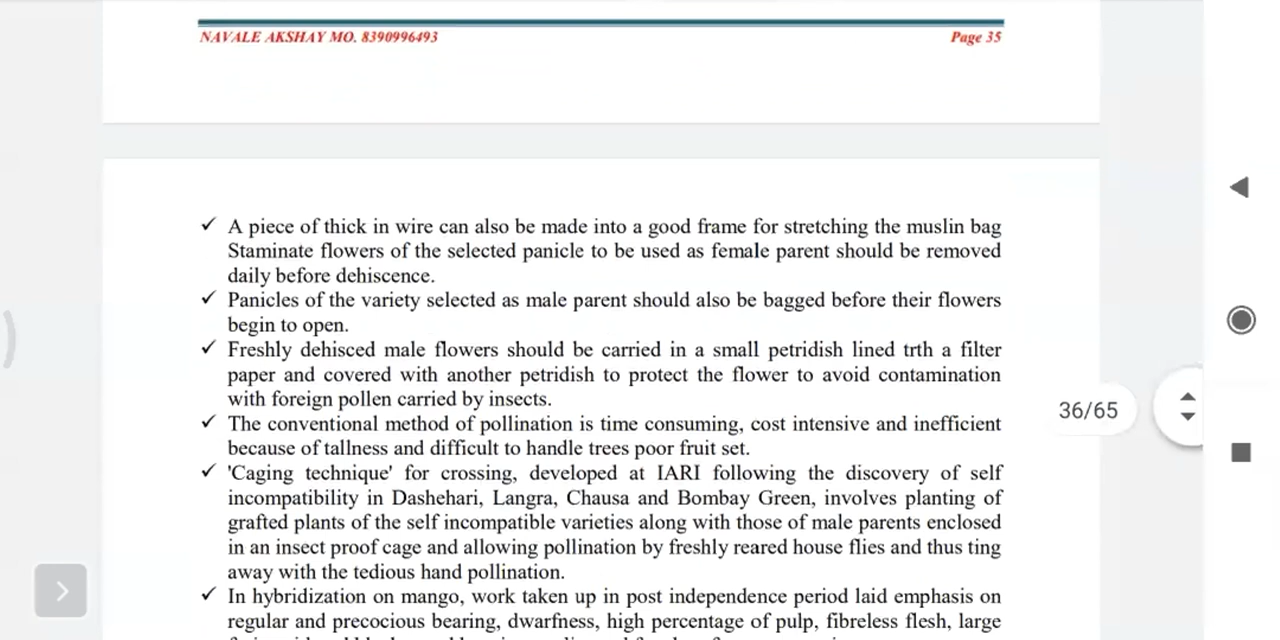 NAVALE AKSHAY MO. 8390996493 Page 35
✓ A piece of thick in wire can also be made into a good frame for stretching the muslin bag
Staminate flowers of the selected panicle to be used as female parent should be removed
daily before dehiscence.
✓ Panicles of the variety selected as male parent should also be bagged before their flowers
begin to open.
✓ Freshly dehisced male flowers should be carried in a small petridish lined trth a filter
paper and covered with another petridish to protect the flower to avoid contamination
with foreign pollen carried by insects.
✓ The conventional method of pollination is time consuming, cost intensive and inefficient
because of tallness and difficult to handle trees poor fruit set.
✓ 'Caging technique' for crossing, developed at IARI following the discovery of self
incompatibility in Dashehari, Langra, Chausa and Bombay Green, involves planting of
grafted plants of the self incompatible varieties along with those of male parents enclosed
in an insect proof cage and allowing pollination by freshly reared house flies and thus ting
away with the tedious hand pollination.
✓ In hybridization on mango, work taken up in post independence period laid emphasis on
regular and precocious bearing, dwarfness, high percentage of pulp, fibreless flesh, large
36/65